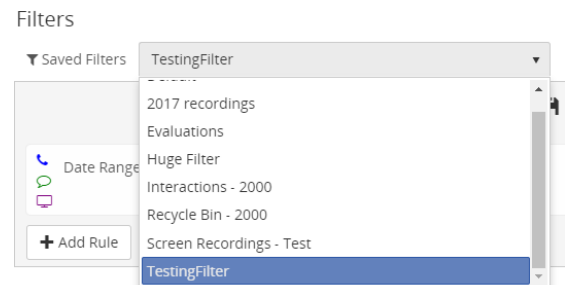 Filters
Saved Filters
TestingFilter
Default
2017 recordings
Evaluations
Huge Filter
Interactions - 2000
Recycle Bin - 2000
Screen Recordings - Test
TestingFilter
Date Range
Add Rule